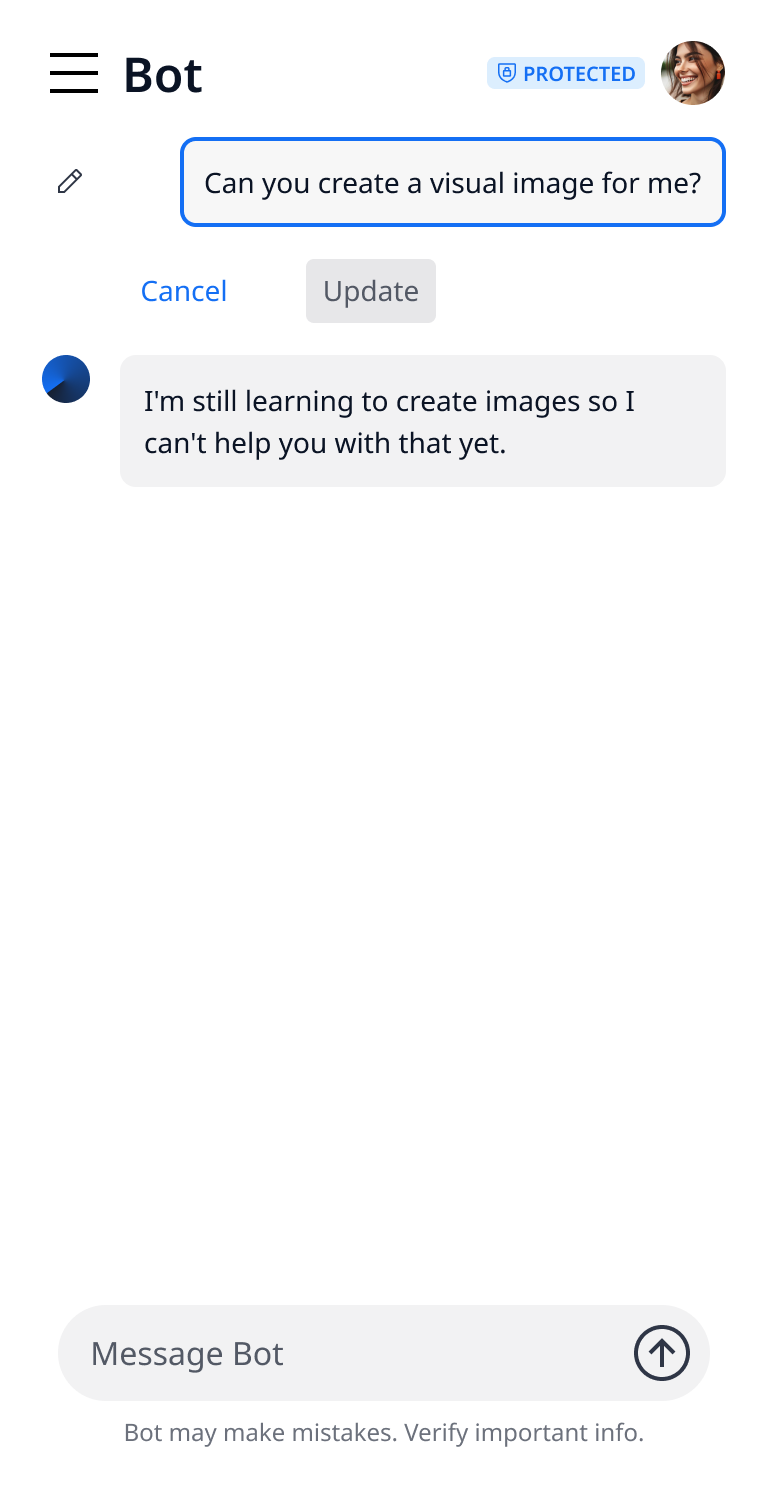 Bot
PROTECTED
Can you create a visual image for me?
Cancel
Update
I'm still learning to create images so I
can't help you with that yet.
Message Bot
Bot may make mistakes. Verify important info.